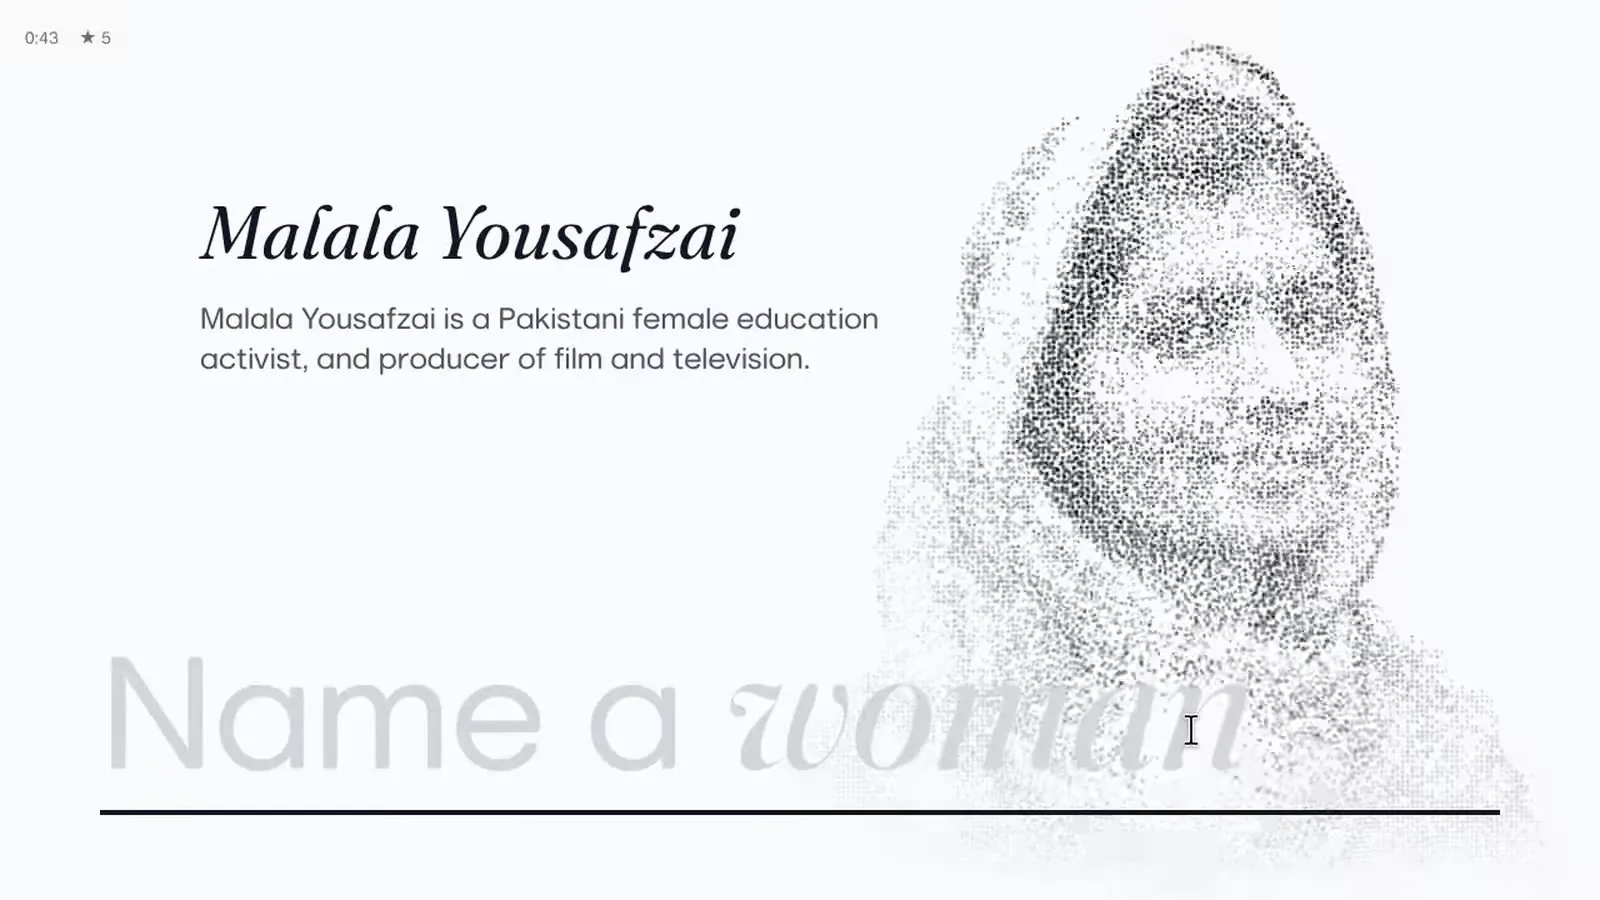 0:43 ★ 5
Malala Yousafzai
Malala Yousafzai is a Pakistani female education
activist, and producer of film and television.
Name a woman